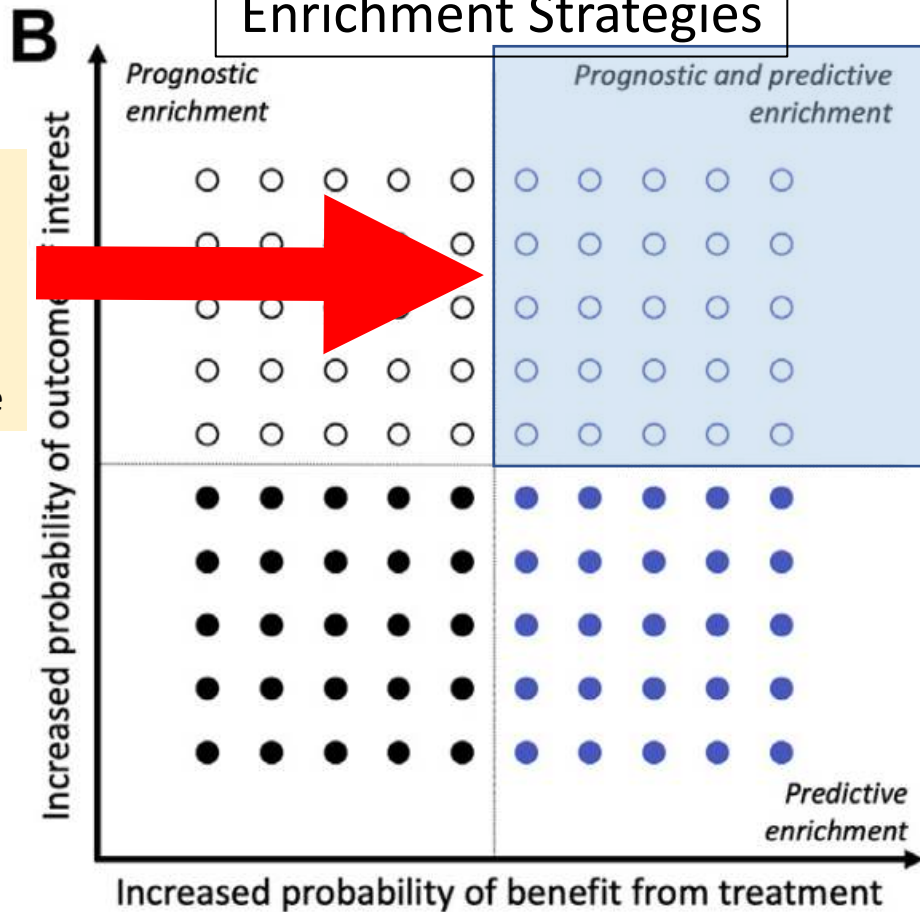 B
Enrichment Strategies
Prognostic
enrichment
Prognostic and predictive
enrichment
Increased probability of outcome interest
Predictive
enrichment
Increased probability of benefit from treatment